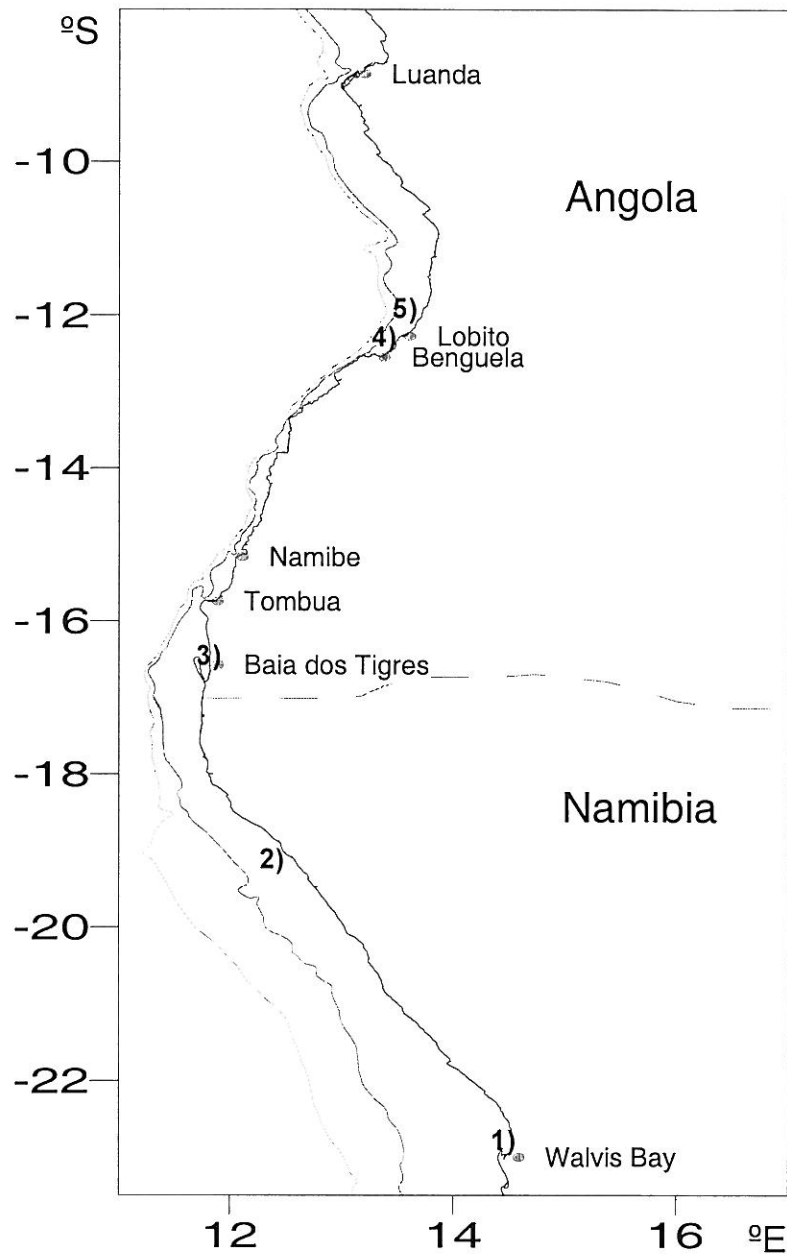 ºS
Luanda
-10
Angola
-12
5)
4)
Lobito
Benguela
-14
Namibe
Tombua
-16
3)
Baia dos Tigres
-18
Namibia
2)
-20
-22
1)
Walvis Bay
12
14
16
ºE